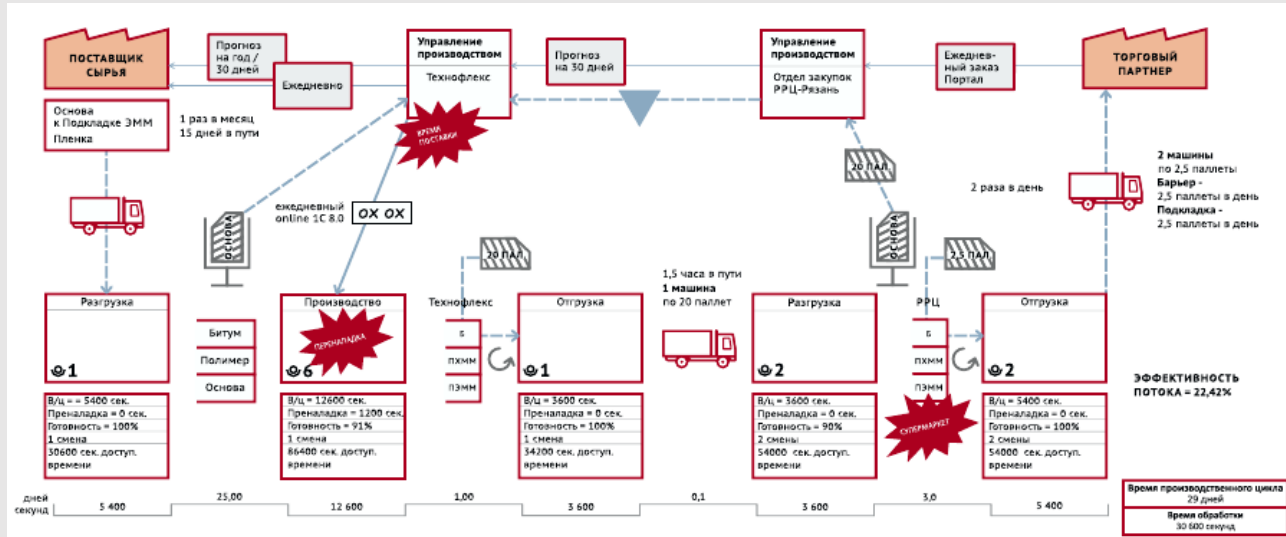 ПОСТАВЩИК
СЫРЬЯ
Прогноз
на год /
30 дней
Ежедневно
Управление
производством
Технофлекс
ВРЕМЯ
ПОСТАВКИ
Прогноз
на 30 дней
Управление
производством
Отдел закупок
РРЦ-Рязань
Ежеднев-
ный заказ
Портал
ТОРГОВЫЙ
ПАРТНЕР
Основа
к Подкладке ЭММ
Пленка
1 раз в месяц
15 дней в пути
ОСНОВА
ежедневный
online 1С 8.0
OX OX
20 ПАЛ
20 ПАЛ
ОСНОВА
2,5 ПАЛ
2 раза в день
2 машины
по 2,5 паллеты
Барьер -
2,5 паллеты в день
Подкладка -
2,5 паллеты в день
1,5 часа в пути
1 машина
по 20 паллет
Разгрузка
1
Битум
Полимер
Основа
Производство
ПЕРЕНАЛАДКА
6
Технофлекс
Б
ПХММ
ПЭММ
Отгрузка
1
Разгрузка
2
РРЦ
Б
ПХММ
ПЭММ
СУПЕРМАРКЕТ
Отгрузка
2
ЭФФЕКТИВНОСТЬ
ПОТОКА = 22,42%
В/ц = = 5400 сек.
Преналадка = 0 сек.
Готовность = 100%
1 смена
30600 сек. доступ.
времени
В/ц = 12600 сек.
Преналадка = 1200 сек.
Готовность = 91%
1 смена
86400 сек. доступ.
времени
В/ц = 3600 сек.
Преналадка = 0 сек.
Готовность = 100%
1 смена
34200 сек. доступ.
времени
В/ц = 3600 сек.
Преналадка = 0 сек.
Готовность = 90%
2 смены
54000 сек. доступ.
времени
В/ц = 5400 сек.
Преналадка = 0 сек.
Готовность = 100%
2 смены
54000 сек. доступ.
времени
дней
секунд
5 400
25,00
12 600
1,00
3 600
0,1
3 600
3,0
5 400
Время производственного цикла
29 дней
Время обработки
30 600 секунд